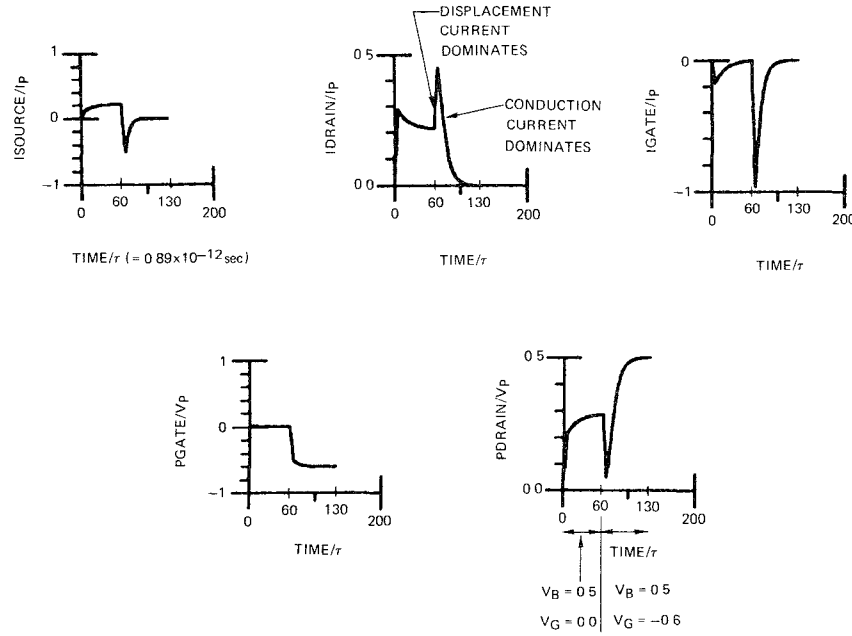 DISPLACEMENT
CURRENT
DOMINATES
CONDUCTION
CURRENT
DOMINATES
ISOURCE/Ip
1
0
−1
0 60 130 200
TIME/τ (= 0 89x10−12 sec)
IDRAIN/Ip
0 5
0 0
0 60 130 200
TIME/τ
IGATE/Ip
0
−1
0 60 130 200
TIME/τ
PGATE/Vp
1
0
−1
0 60 130 200
TIME/τ
PDRAIN/Vp
0 5
0 0
0 60 130 200
TIME/τ
VB = 0 5 VB = 0 5
VG = 0 0 VG = −0 6